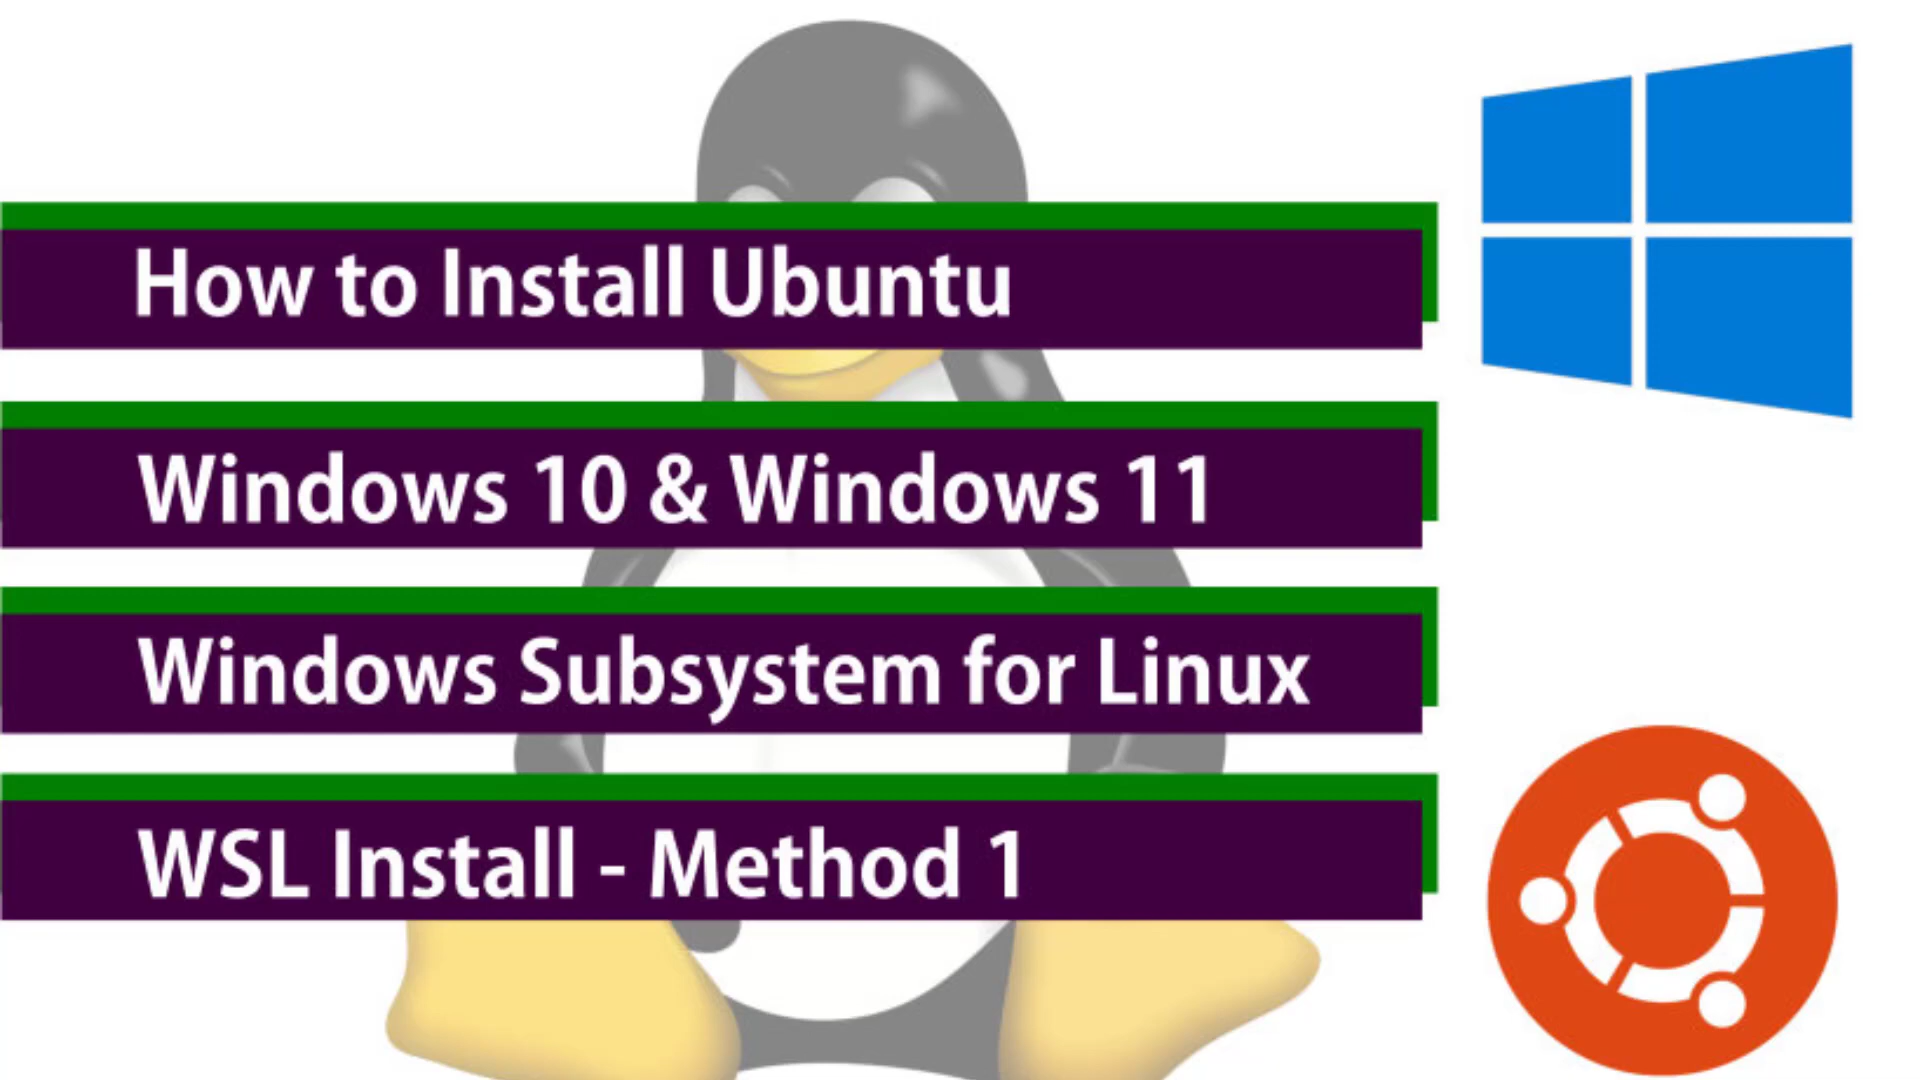 How to Install Ubuntu
Windows 10 & Windows 11
Windows Subsystem for Linux
WSL Install - Method 1